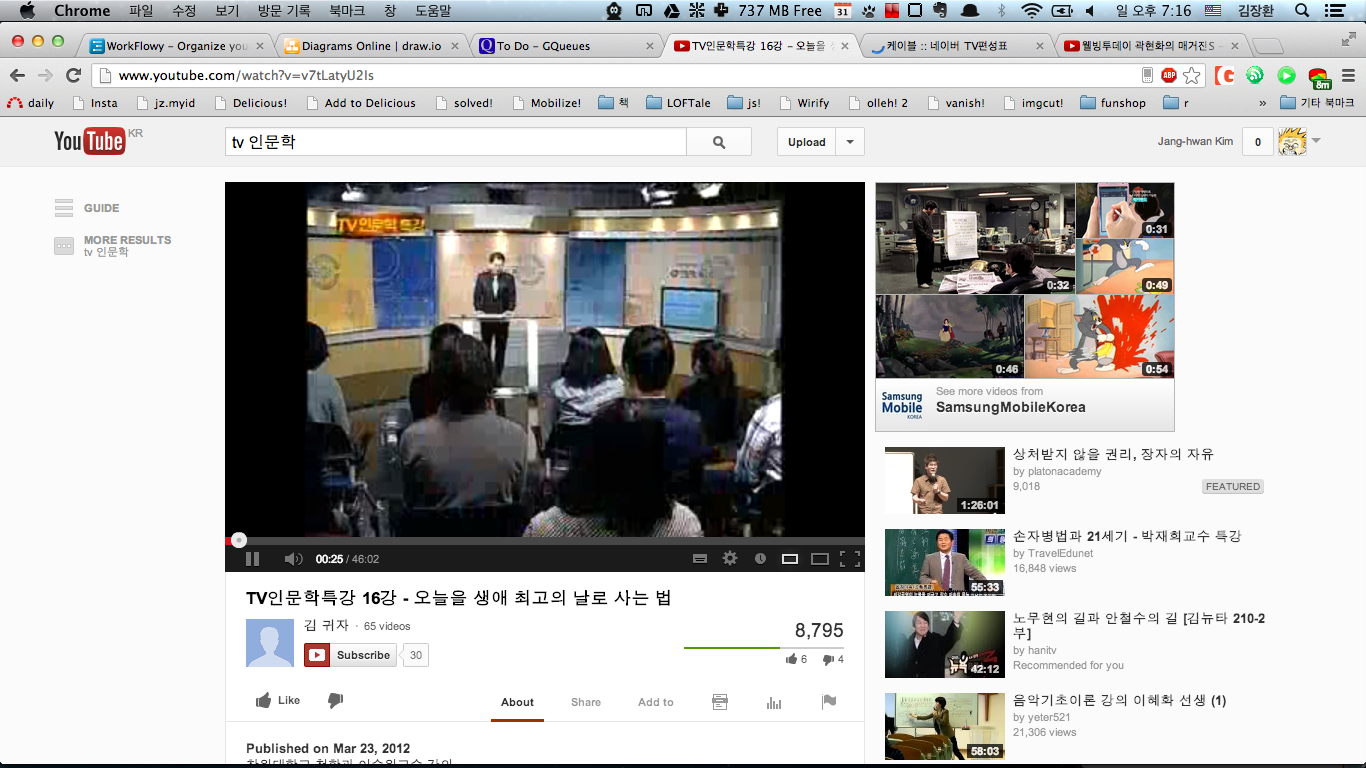 Chrome 파일 수정 보기 방문 기록 북마크 창 도움말 737 MB Free 31 일 오후 7:16 김장환
WorkFlowy – Organize you
Diagrams Online | draw.io
To Do – GQueues
TV인문학특강 16강 – 오늘을
케이블 :: 네이버 TV편성표
웰빙투데이 곽현화의 매거진S –
www.youtube.com/watch?v=v7tLatyU2Is
ABP
8m
daily Insta jz.myid Delicious! Add to Delicious solved! Mobilize! 책 LOFTale js! Wirify olleh! 2 vanish! imgcut! funshop r » 기타 북마크
YouTube KR
tv 인문학
Upload
Jang-hwan Kim 0
GUIDE
MORE RESULTS
tv 인문학
TV인문학 특강
00:25 / 46:02
TV인문학특강 16강 - 오늘을 생애 최고의 날로 사는 법
김 귀자 · 65 videos
Subscribe 30
8,795
6 4
Like
About Share Add to
Published on Mar 23, 2012
0:31
0:32
0:49
0:46
0:54
Samsung Mobile KOREA
See more videos from
SamsungMobileKorea
1:26:01
상처받지 않을 권리, 장자의 자유
by platonacademy
9,018
FEATURED
55:33
손자병법과 21세기 - 박재희교수 특강
by TravelEdunet
16,848 views
42:12
노무현의 길과 안철수의 길 [김뉴타 210-2
부]
by hanitv
Recommended for you
58:03
음악기초이론 강의 이혜화 선생 (1)
by yeter521
21,306 views